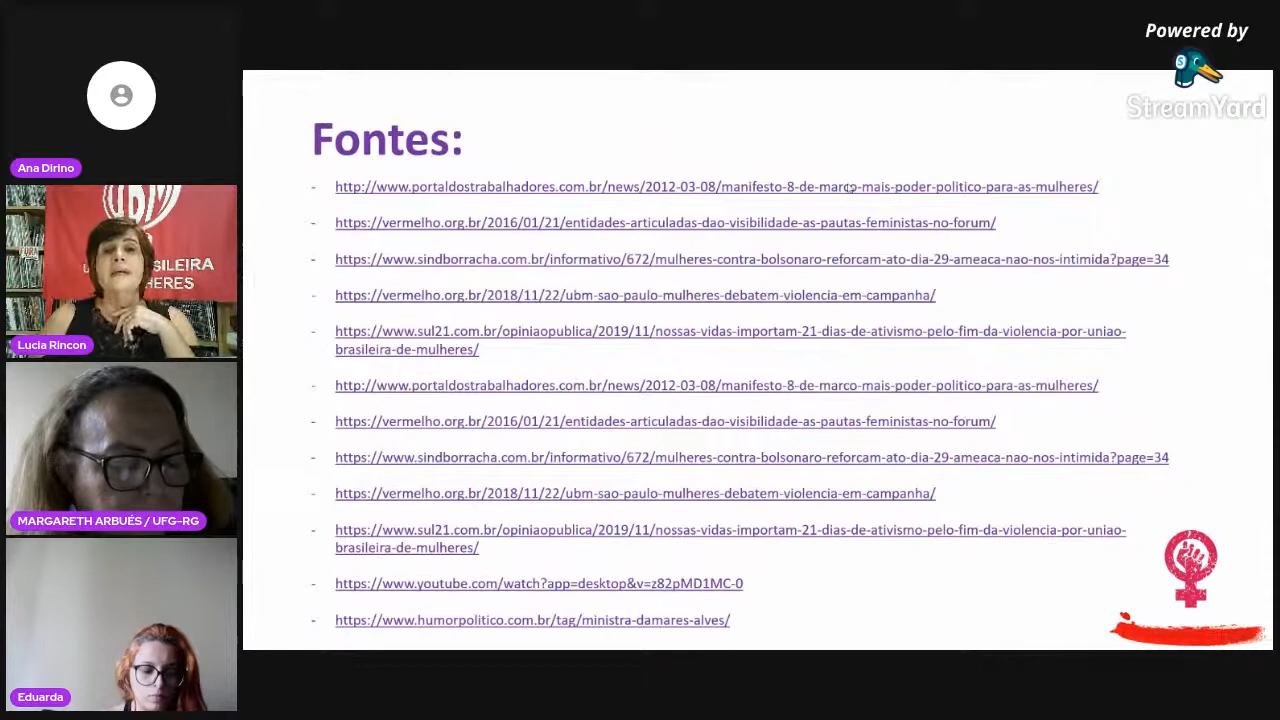 Powered by
StreamYard
Ana Dirino
UBM
SILEIRA
HERES
Lucia Rincon
MARGARETH ARBUÉS / UFG-RG
Eduarda
Fontes:
- http://www.portaldostrabalhadores.com.br/news/2012-03-08/manifesto-8-de-marco-mais-poder-politico-para-as-mulheres/
- https://vermelho.org.br/2016/01/21/entidades-articuladas-dao-visibilidade-as-pautas-feministas-no-forum/
- https://www.sindborracha.com.br/informativo/672/mulheres-contra-bolsonaro-reforcam-ato-dia-29-ameaca-nao-nos-intimida?page=34
- https://vermelho.org.br/2018/11/22/ubm-sao-paulo-mulheres-debatem-violencia-em-campanha/
- https://www.sul21.com.br/opiniaopublica/2019/11/nossas-vidas-importam-21-dias-de-ativismo-pelo-fim-da-violencia-por-uniao-
brasileira-de-mulheres/
- http://www.portaldostrabalhadores.com.br/news/2012-03-08/manifesto-8-de-marco-mais-poder-politico-para-as-mulheres/
- https://vermelho.org.br/2016/01/21/entidades-articuladas-dao-visibilidade-as-pautas-feministas-no-forum/
- https://www.sindborracha.com.br/informativo/672/mulheres-contra-bolsonaro-reforcam-ato-dia-29-ameaca-nao-nos-intimida?page=34
- https://vermelho.org.br/2018/11/22/ubm-sao-paulo-mulheres-debatem-violencia-em-campanha/
- https://www.sul21.com.br/opiniaopublica/2019/11/nossas-vidas-importam-21-dias-de-ativismo-pelo-fim-da-violencia-por-uniao-
brasileira-de-mulheres/
- https://www.youtube.com/watch?app=desktop&v=z82pMD1MC-0
- https://www.humorpolitico.com.br/tag/ministra-damares-alves/